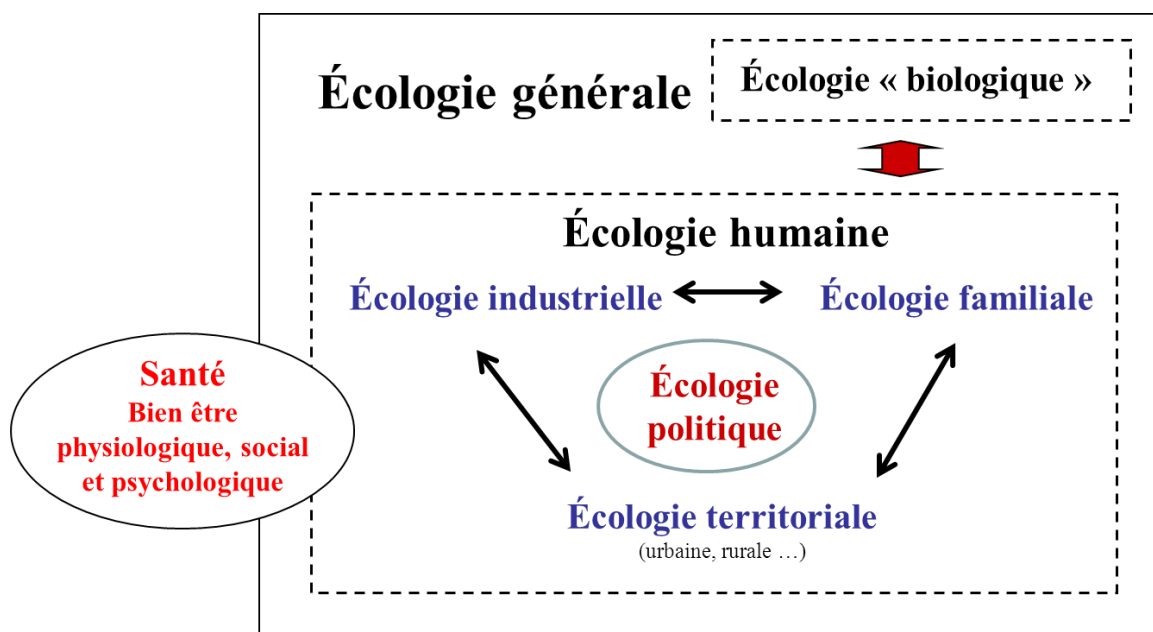 Écologie générale
Écologie « biologique »
Écologie humaine
Écologie industrielle
Écologie familiale
Santé
Bien être
physiologique, social
et psychologique
Écologie
politique
Écologie territoriale
(urbaine, rurale …)